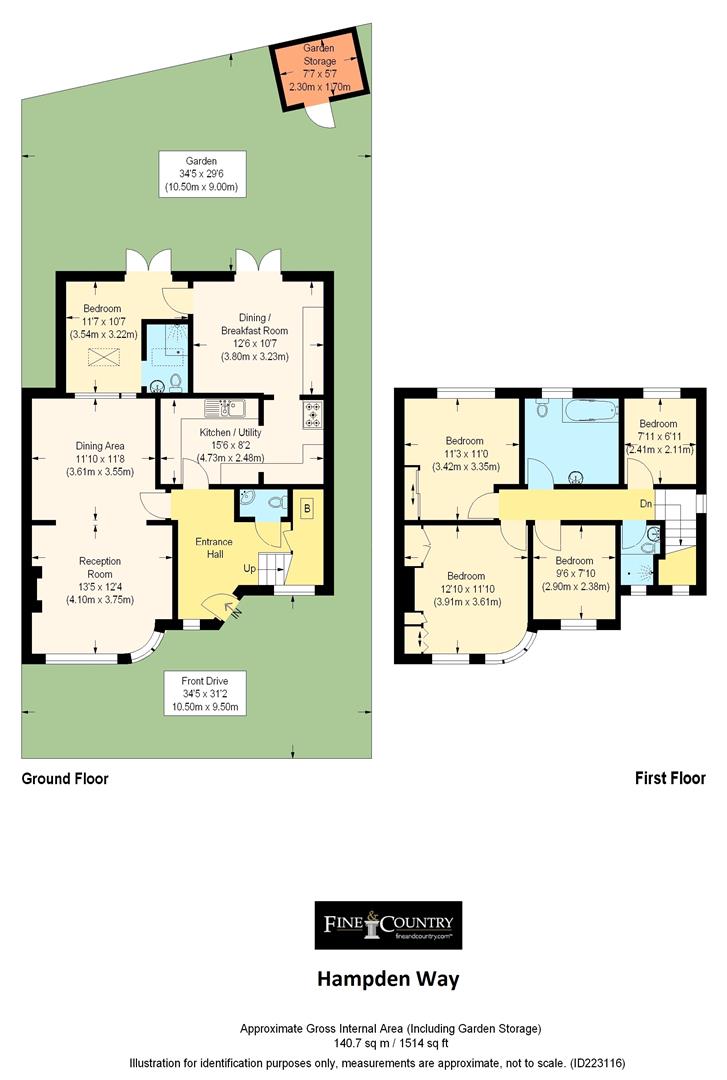 Garden
Storage
7'7 x 5'7
2.30m x 1.70m
Garden
34'5 x 29'6
(10.50m x 9.00m)
Bedroom
11'7 x 10'7
(3.54m x 3.22m)
Dining /
Breakfast Room
12'6 x 10'7
(3.80m x 3.23m)
Dining Area
11'10 x 11'8
(3.61m x 3.55m)
Kitchen / Utility
15'6 x 8'2
(4.73m x 2.48m)
B
Entrance
Hall
Up
IN
Reception
Room
13'5 x 12'4
(4.10m x 3.75m)
Front Drive
34'5 x 31'2
10.50m x 9.50m
Ground Floor
Bedroom
11'3 x 11'0
(3.42m x 3.35m)
Bedroom
7'11 x 6'11
(2.41m x 2.11m)
Dn
Bedroom
12'10 x 11'10
(3.91m x 3.61m)
Bedroom
9'6 x 7'10
(2.90m x 2.38m)
First Floor
FINE & COUNTRY
fineandcountry.com™
Hampden Way
Approximate Gross Internal Area (Including Garden Storage)
140.7 sq m / 1514 sq ft
Illustration for identification purposes only, measurements are approximate, not to scale. (ID223116)